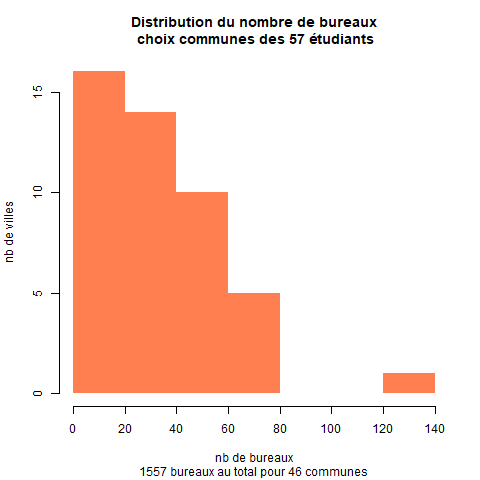 Distribution du nombre de bureaux
choix communes des 57 étudiants
nb de villes
15
10
5
0
0 20 40 60 80 100 120 140
nb de bureaux
1557 bureaux au total pour 46 communes